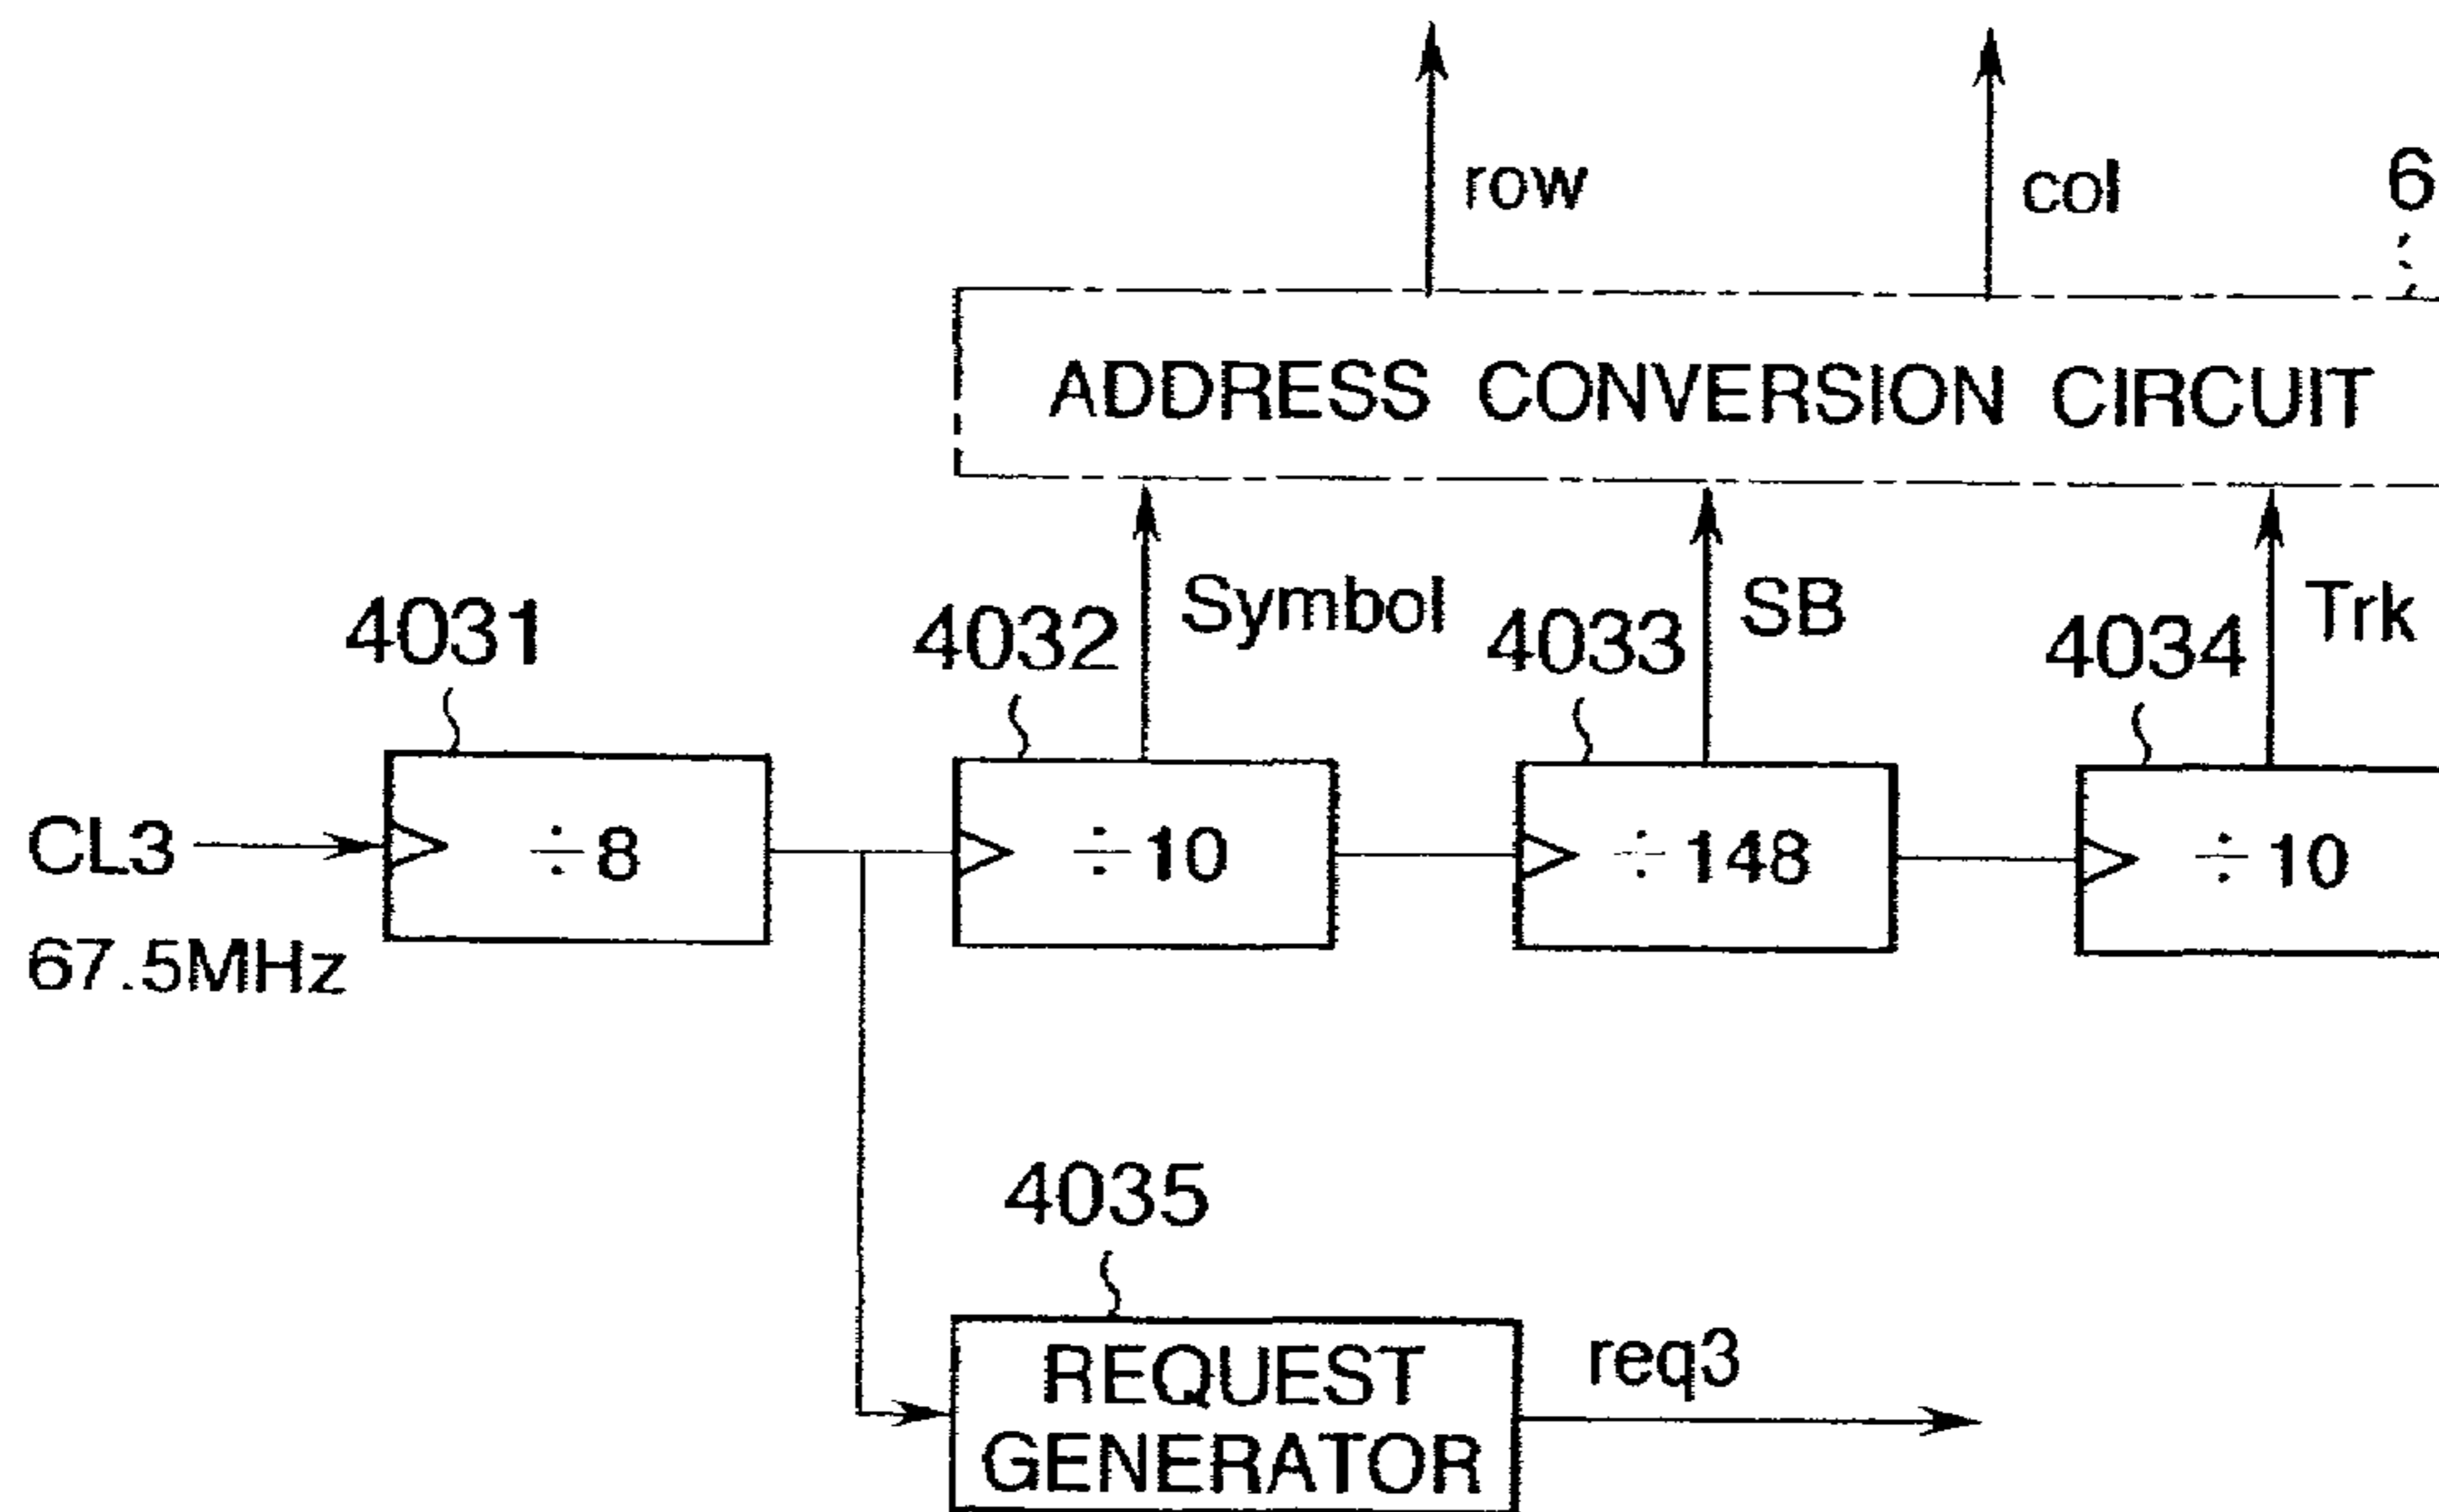 row
col
6
ADDRESS CONVERSION CIRCUIT
4031
4032
Symbol
4033
SB
4034
Trk
CL3
67.5MHz
÷8
÷10
÷148
÷10
4035
REQUEST
GENERATOR
req3